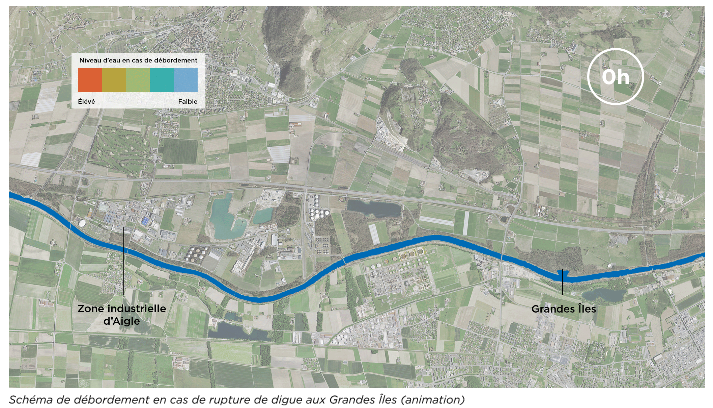 Niveau d'eau en cas de débordement
Élevé
Faible
0h
Zone industrielle
d'Aigle
Grandes Îles
Schéma de débordement en cas de rupture de digue aux Grandes Îles (animation)